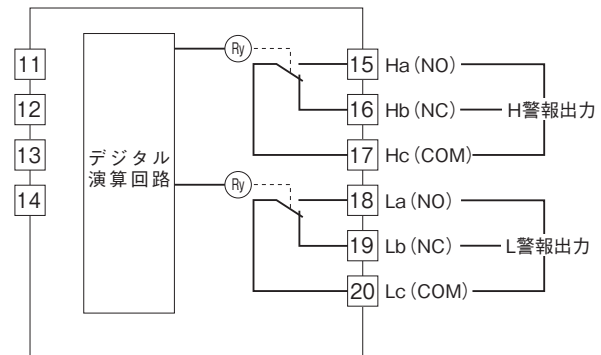 11
12
13
14
デジタル
演算回路
Ry
15 Ha (NO)
16 Hb (NC)
H警報出力
17 Hc (COM)
Ry
18 La (NO)
19 Lb (NC)
L警報出力
20 Lc (COM)